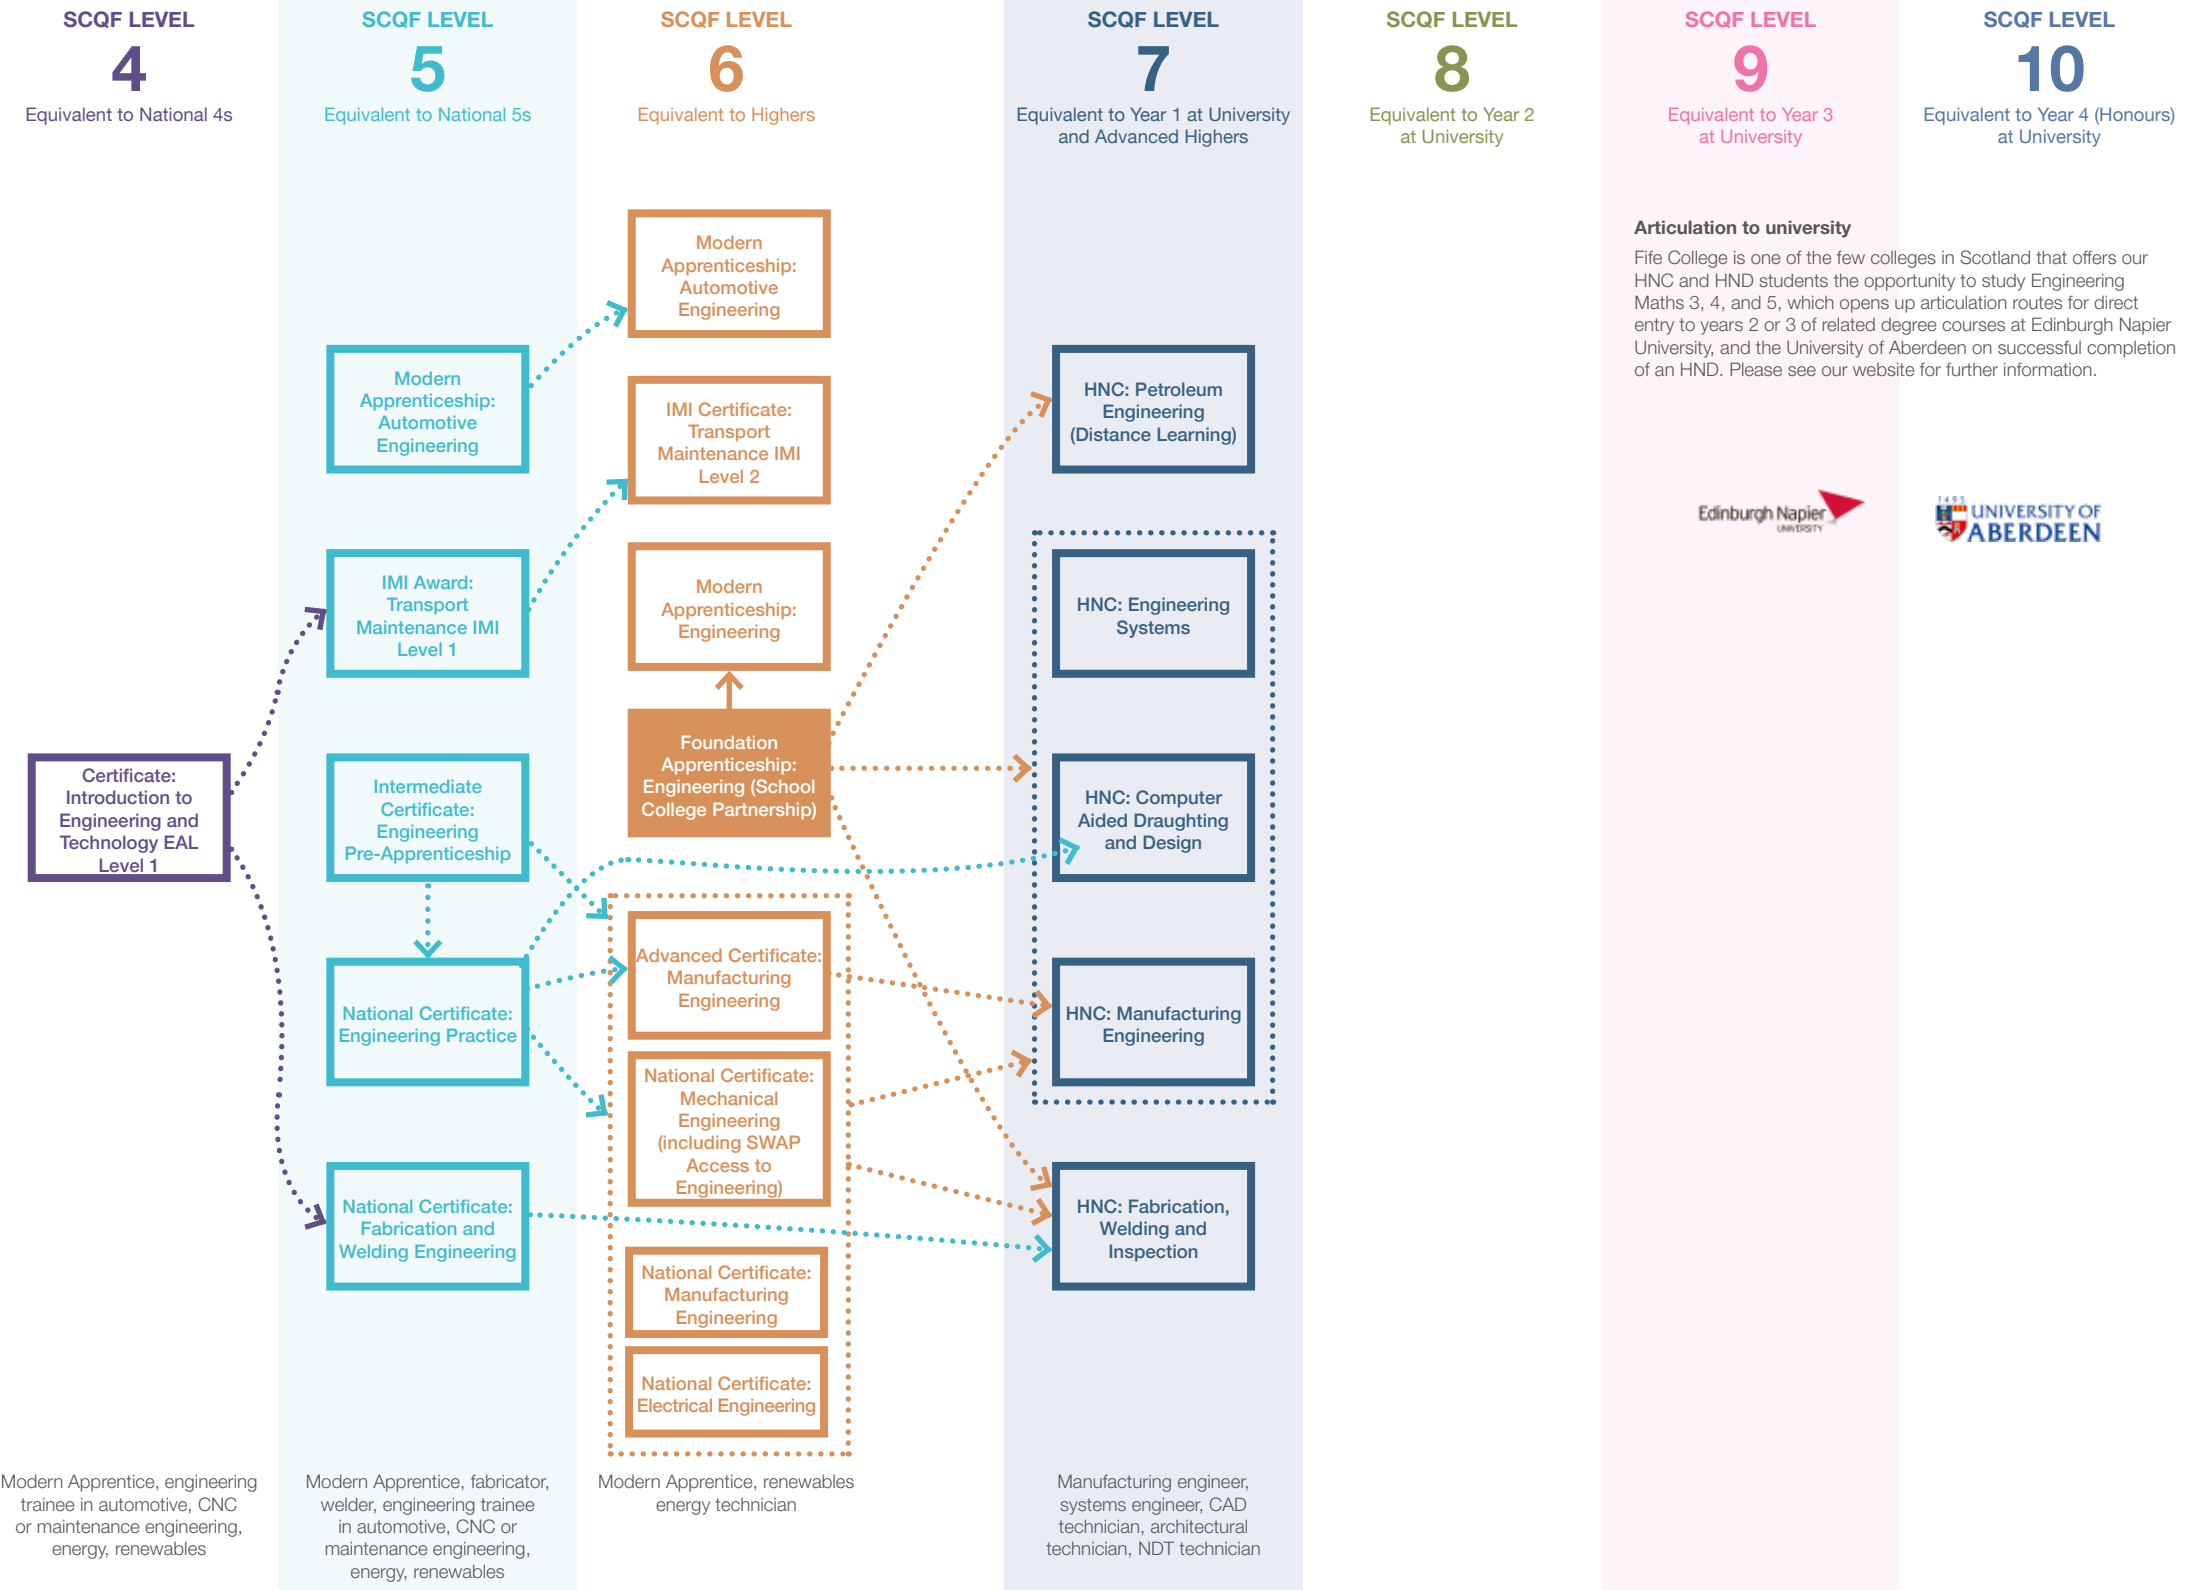 SCQF LEVEL
4
Equivalent to National 4s
SCQF LEVEL
5
Equivalent to National 5s
SCQF LEVEL
6
Equivalent to Highers
SCQF LEVEL
7
Equivalent to Year 1 at University
and Advanced Highers
SCQF LEVEL
8
Equivalent to Year 2
at University
SCQF LEVEL
9
Equivalent to Year 3
at University
SCQF LEVEL
10
Equivalent to Year 4 (Honours)
at University
Certificate:
Introduction to
Engineering and
Technology EAL
Level 1
Modern Apprentice, engineering
trainee in automotive, CNC
or maintenance engineering,
energy, renewables
Modern
Apprenticeship:
Automotive
Engineering
IMI Award:
Transport
Maintenance IMI
Level 1
Intermediate
Certificate:
Engineering
Pre-Apprenticeship
National Certificate:
Engineering Practice
National Certificate:
Fabrication and
Welding Engineering
Modern Apprentice, fabricator,
welder, engineering trainee
in automotive, CNC or
maintenance engineering,
energy, renewables
Modern
Apprenticeship:
Automotive
Engineering
IMI Certificate:
Transport
Maintenance IMI
Level 2
Modern
Apprenticeship:
Engineering
Foundation
Apprenticeship:
Engineering (School
College Partnership)
Advanced Certificate:
Manufacturing
Engineering
National Certificate:
Mechanical
Engineering
(including SWAP
Access to
Engineering)
National Certificate:
Manufacturing
Engineering
National Certificate:
Electrical Engineering
Modern Apprentice, renewables
energy technician
HNC: Petroleum
Engineering
(Distance Learning)
HNC: Engineering
Systems
HNC: Computer
Aided Draughting
and Design
HNC: Manufacturing
Engineering
HNC: Fabrication,
Welding and
Inspection
Manufacturing engineer,
systems engineer, CAD
technician, architectural
technician, NDT technician
Articulation to university
Fife College is one of the few colleges in Scotland that offers our
HNC and HND students the opportunity to study Engineering
Maths 3, 4, and 5, which opens up articulation routes for direct
entry to years 2 or 3 of related degree courses at Edinburgh Napier
University, and the University of Aberdeen on successful completion
of an HND. Please see our website for further information.
Edinburgh Napier
UNIVERSITY
1495
UNIVERSITY OF
ABERDEEN